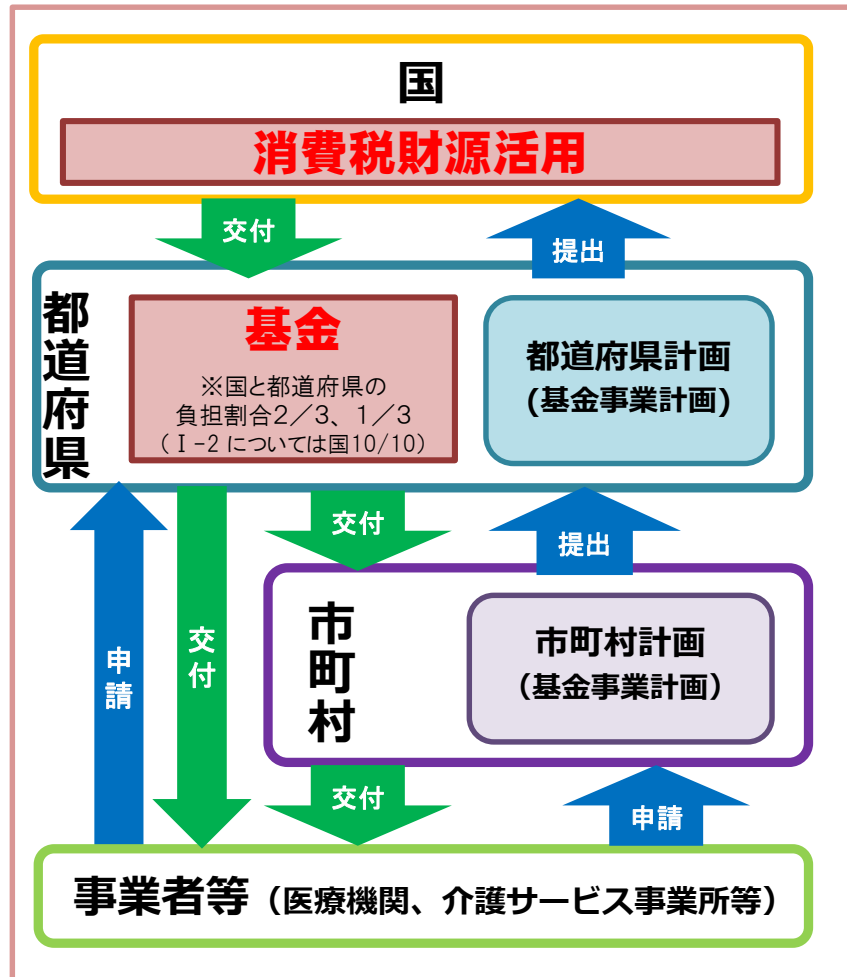 国
消費税財源活用
交付
提出
都道府県
基金
※国と都道府県の
負担割合2／3、1／3
(Ⅰ-2 については国10/10)
都道府県計画
(基金事業計画)
交付
提出
申請
交付
市町村
市町村計画
(基金事業計画)
交付
申請
事業者等（医療機関、介護サービス事業所等）